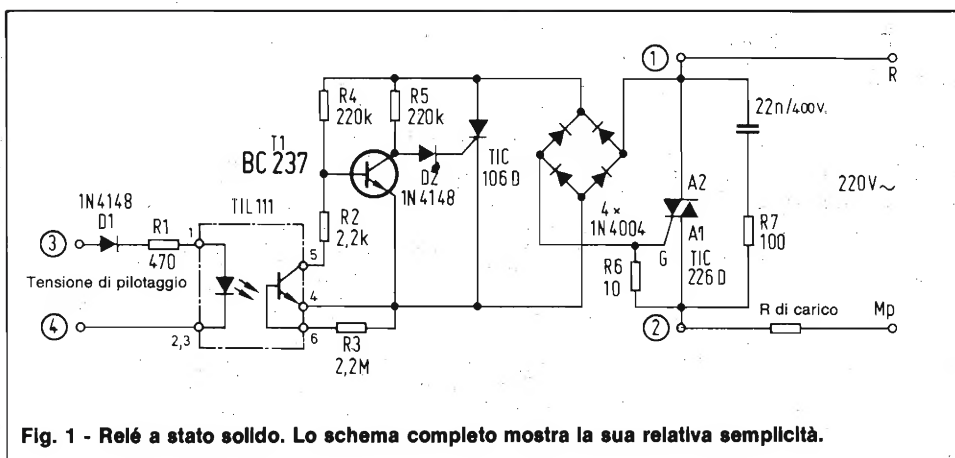 1
R
R4
220k
R5
220k
22n/400V.
T1
BC 237
TIC
106 D
D2
1N4148
A2
220V~
1N4148
D1
TIL 111
4 x
1N4004
A1
R7
100
3
R1
470
1
R2
2,2k
5
G
TIC
226 D
R6
10
Tensione di pilotaggio
4
4
2,3
6
R3
2,2M
2
R di carico
Mp
Fig. 1 - Relé a stato solido. Lo schema completo mostra la sua relativa semplicità.